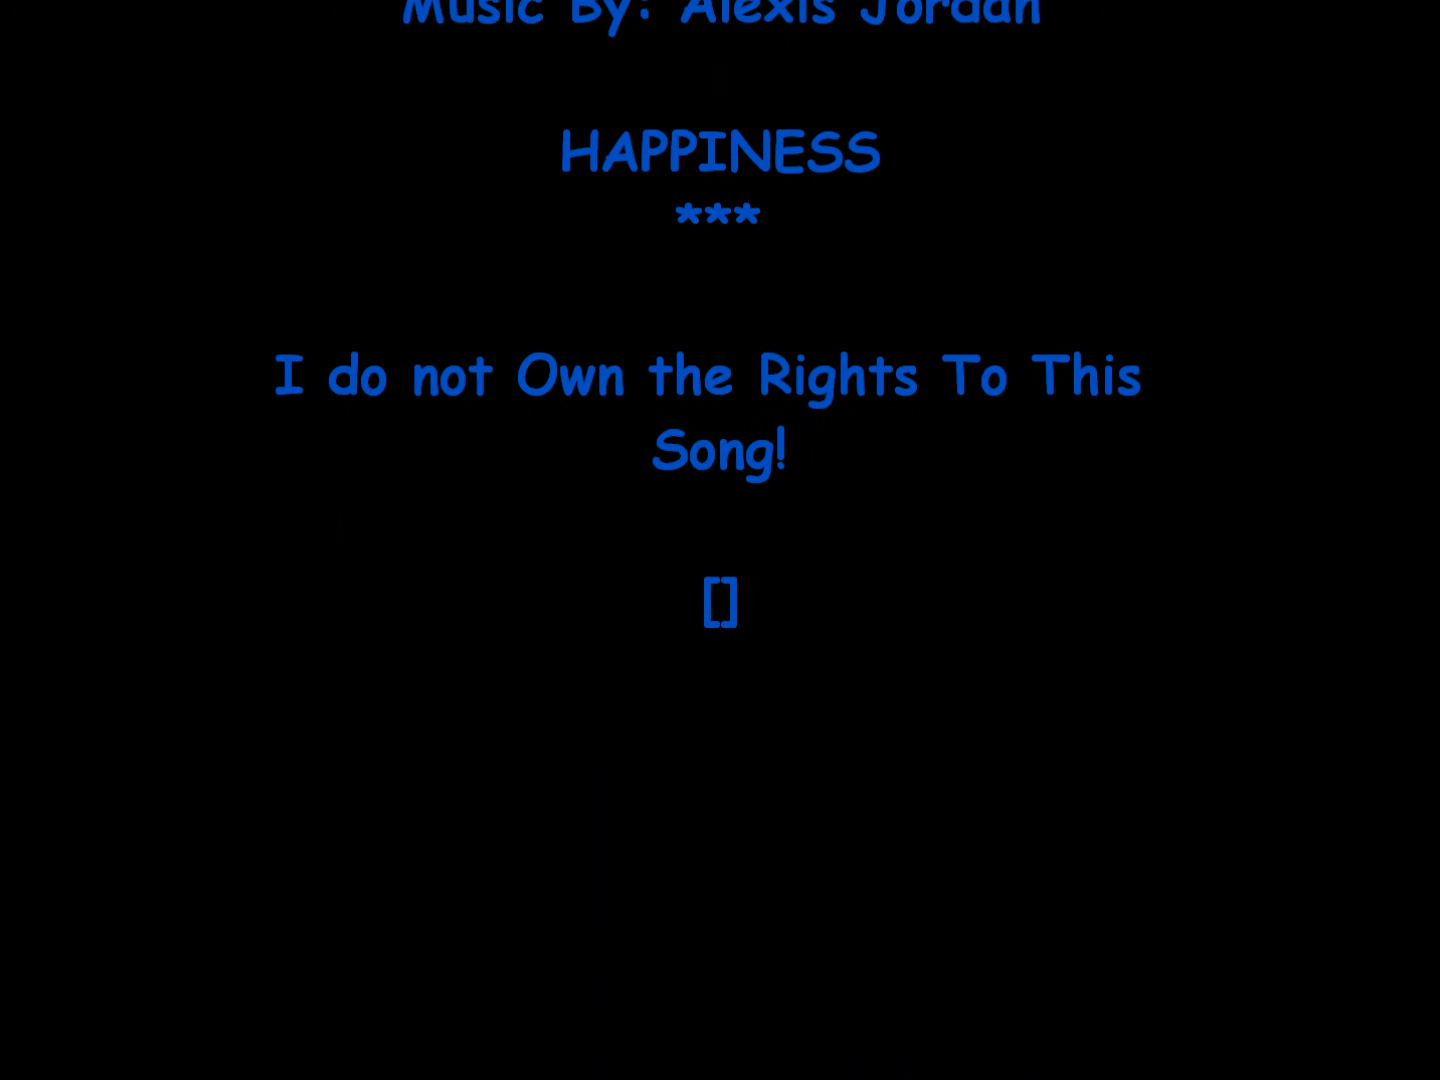 Music By: Alexis Jordan
HAPPINESS
***
I do not Own the Rights To This
Song!
[]